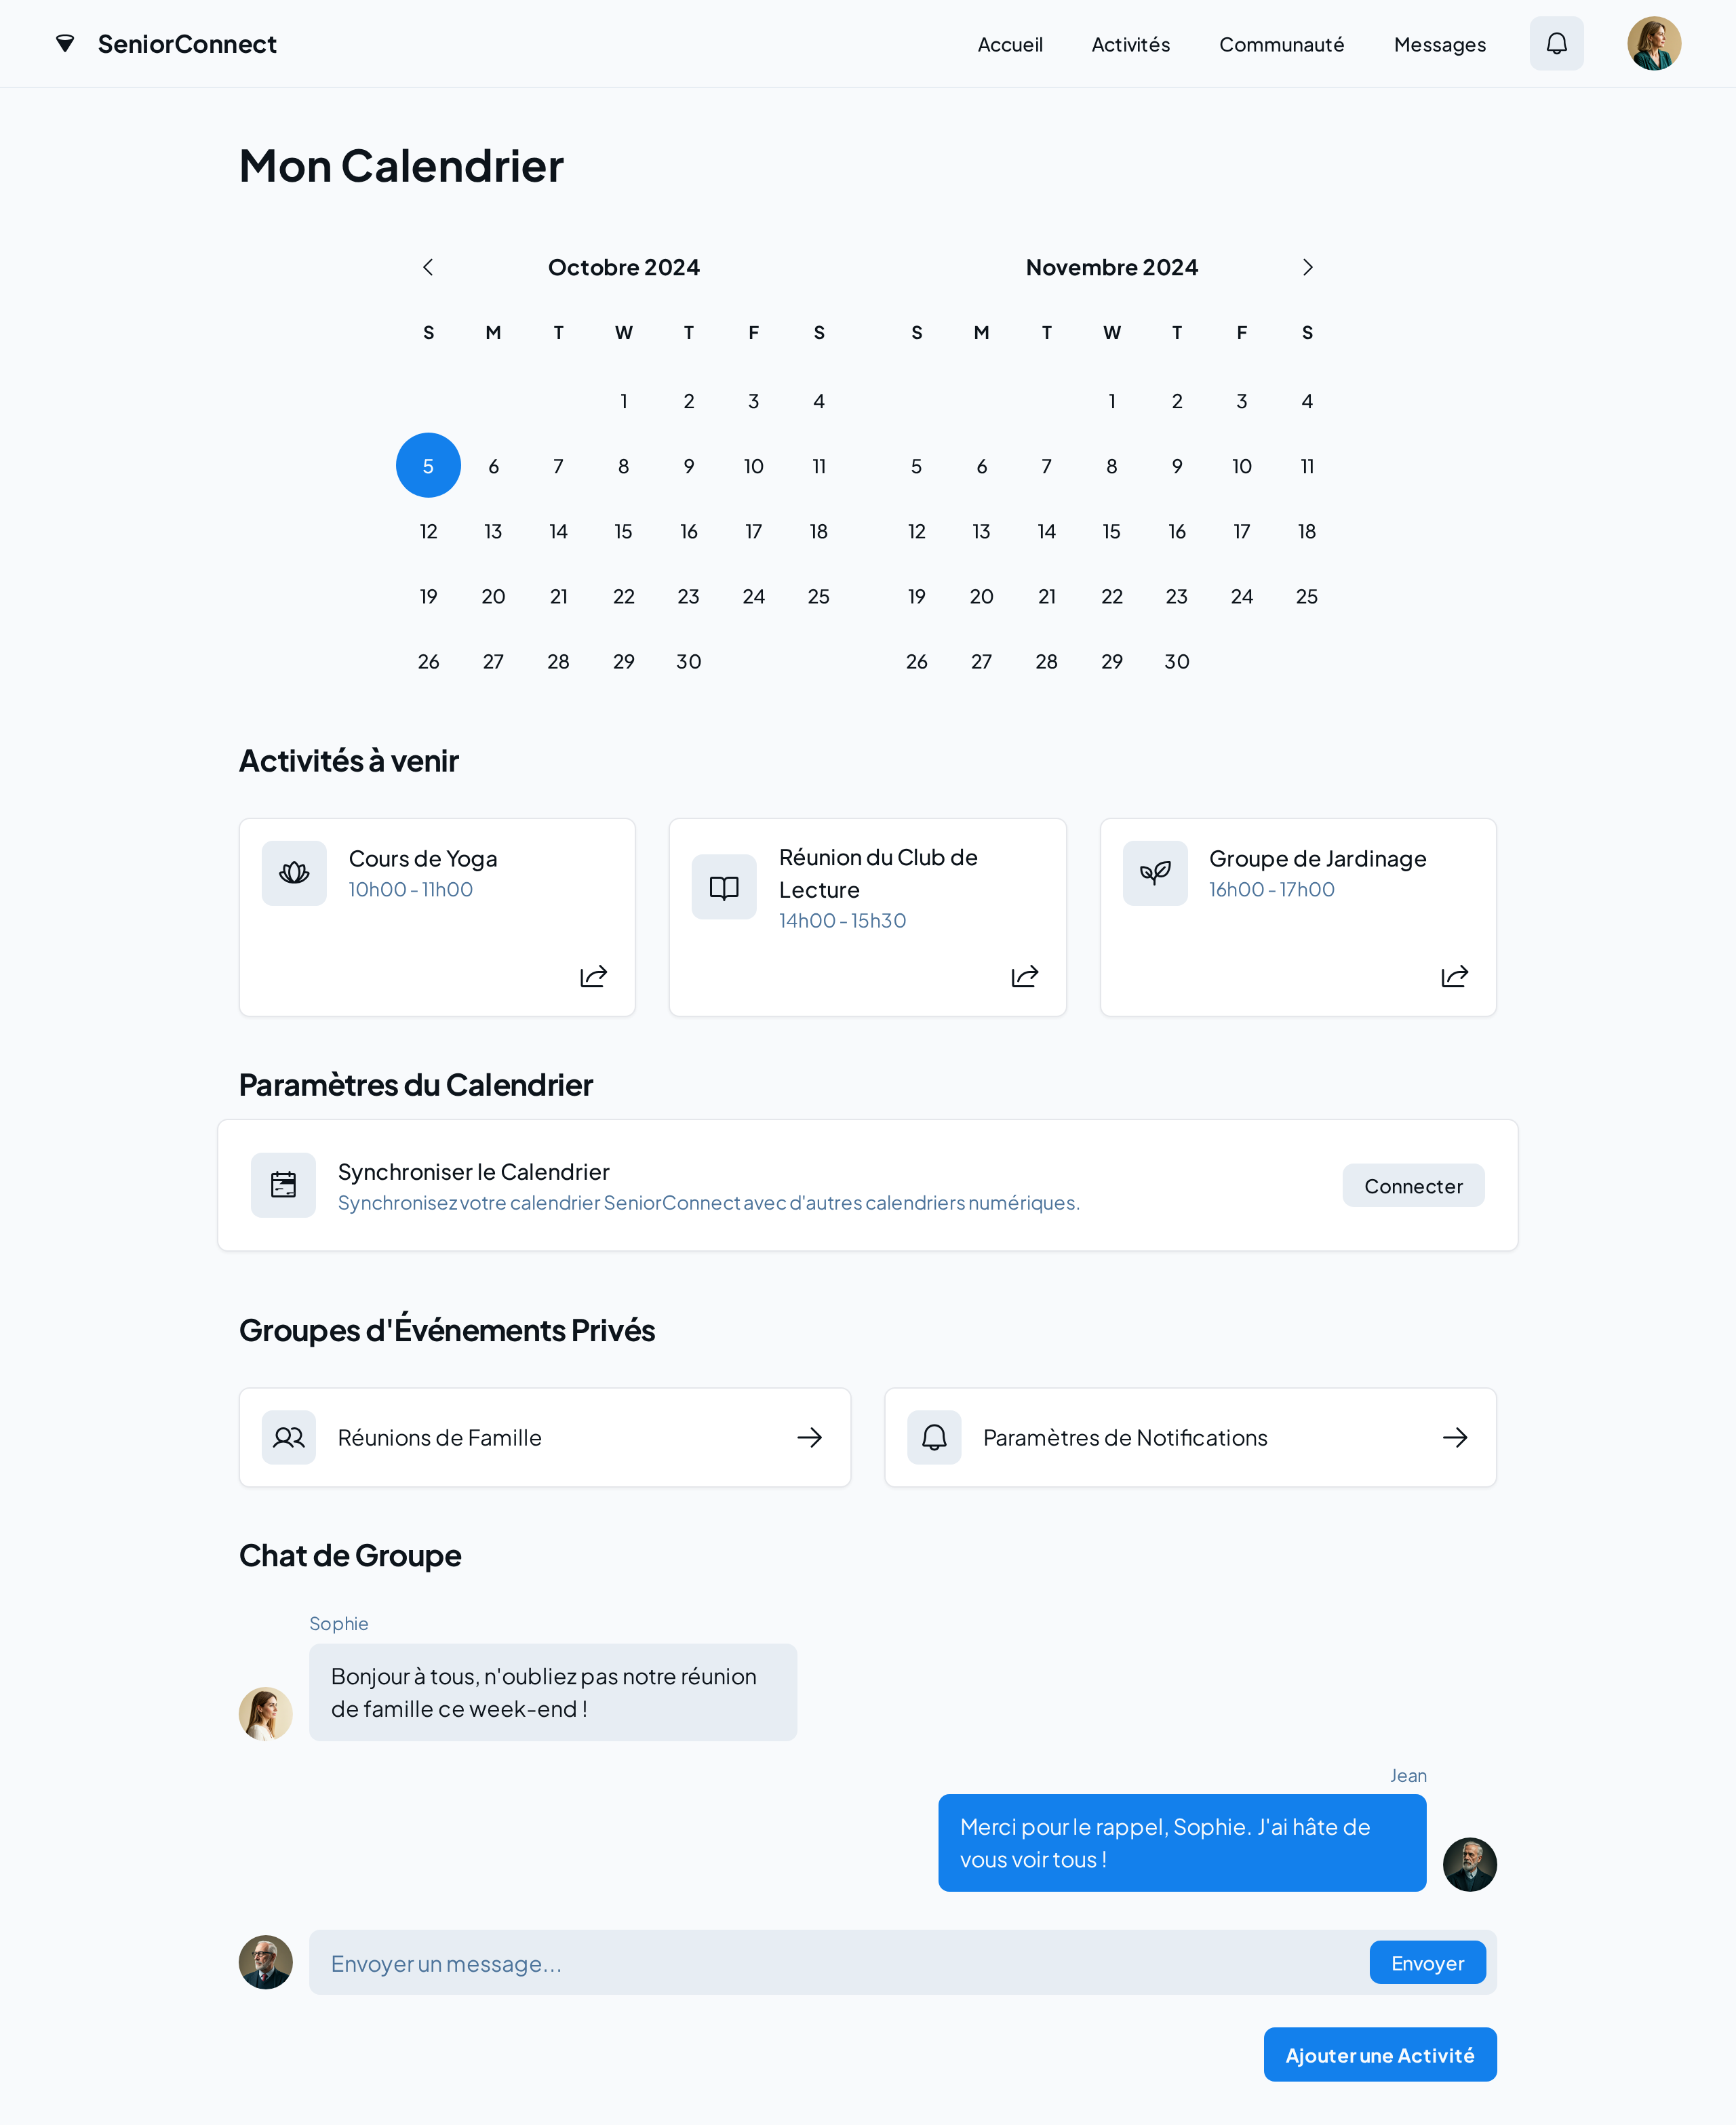 SeniorConnect
Accueil
Activités
Communauté
Messages
Mon Calendrier
Octobre 2024
S M T W T F S
1 2 3 4
5 6 7 8 9 10 11
12 13 14 15 16 17 18
19 20 21 22 23 24 25
26 27 28 29 30
Novembre 2024
S M T W T F S
1 2 3 4
5 6 7 8 9 10 11
12 13 14 15 16 17 18
19 20 21 22 23 24 25
26 27 28 29 30
Activités à venir
Cours de Yoga
10h00 - 11h00
Réunion du Club de
Lecture
14h00 - 15h30
Groupe de Jardinage
16h00 - 17h00
Paramètres du Calendrier
Synchroniser le Calendrier
Synchronisez votre calendrier SeniorConnect avec d'autres calendriers numériques.
Connecter
Groupes d'Événements Privés
Réunions de Famille
Paramètres de Notifications
Chat de Groupe
Sophie
Bonjour à tous, n'oubliez pas notre réunion
de famille ce week-end !
Jean
Merci pour le rappel, Sophie. J'ai hâte de
vous voir tous !
Envoyer un message...
Envoyer
Ajouter une Activité